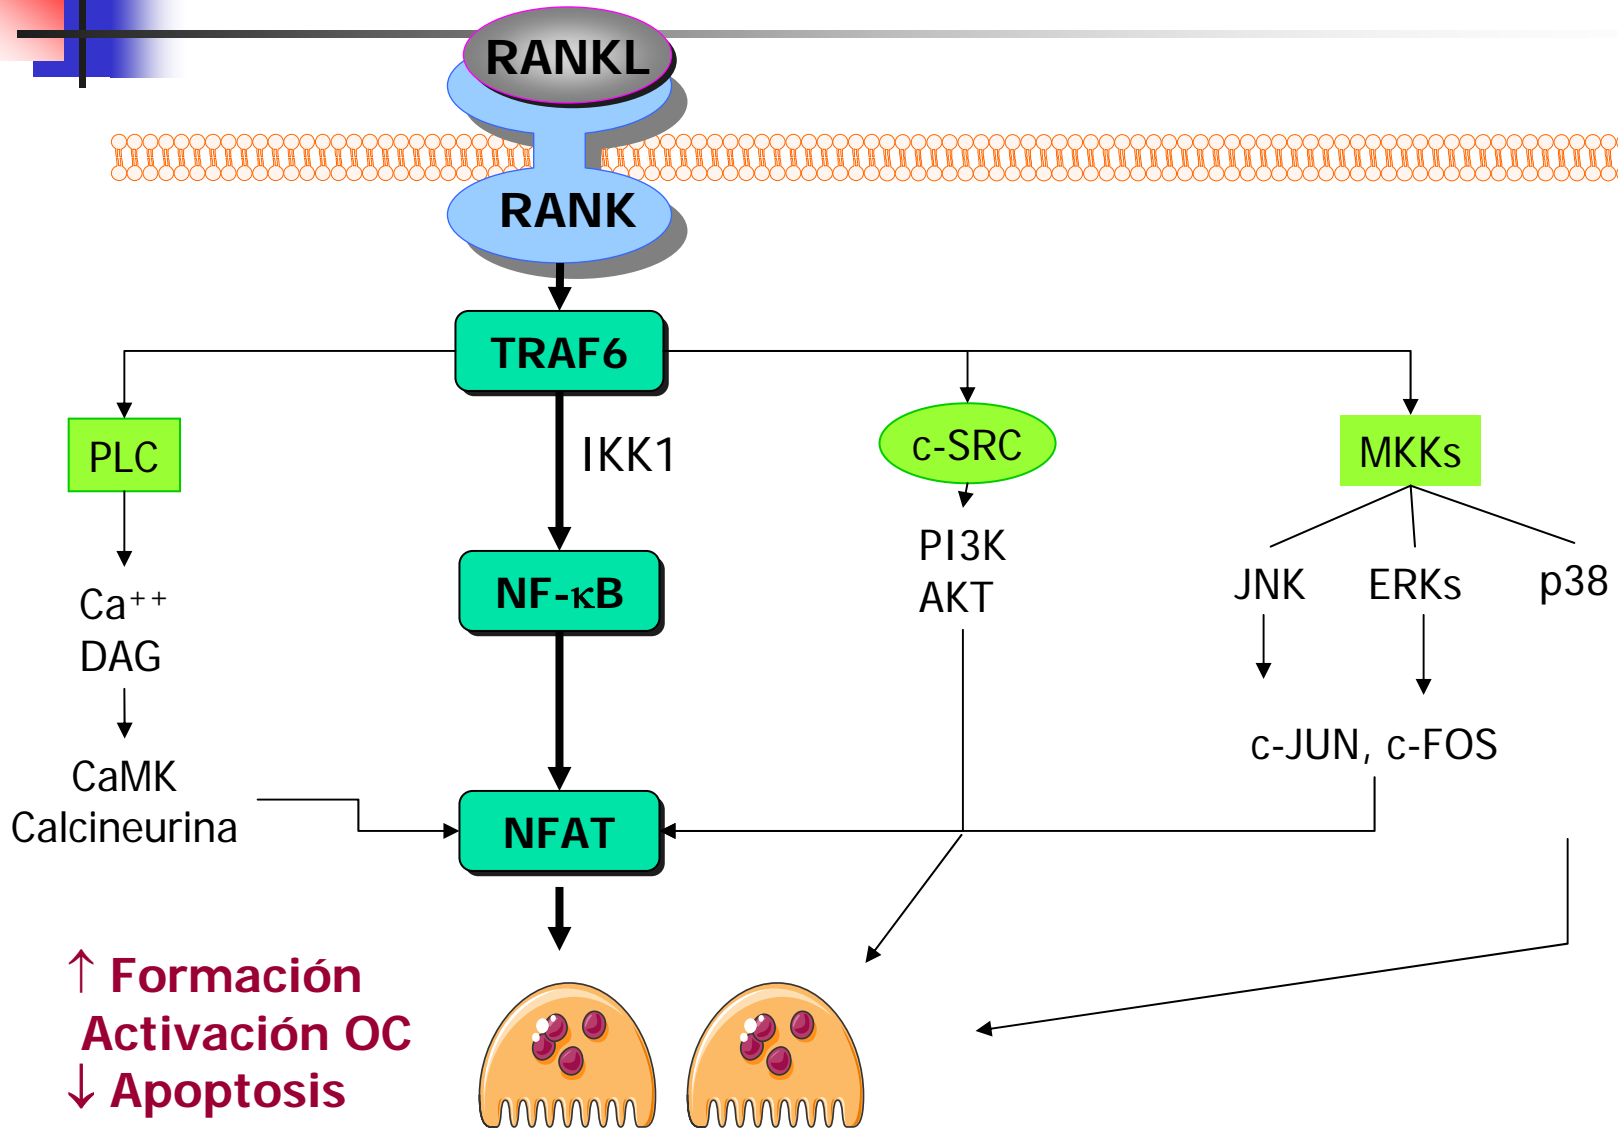 RANKL
RANK
TRAF6
PLC
IKK1
c-SRC
MKKs
PI3K
AKT
JNK
ERKs
p38
Ca++
DAG
NF-κB
c-JUN, c-FOS
CaMK
Calcineurina
NFAT
↑ Formación
Activación OC
↓ Apoptosis